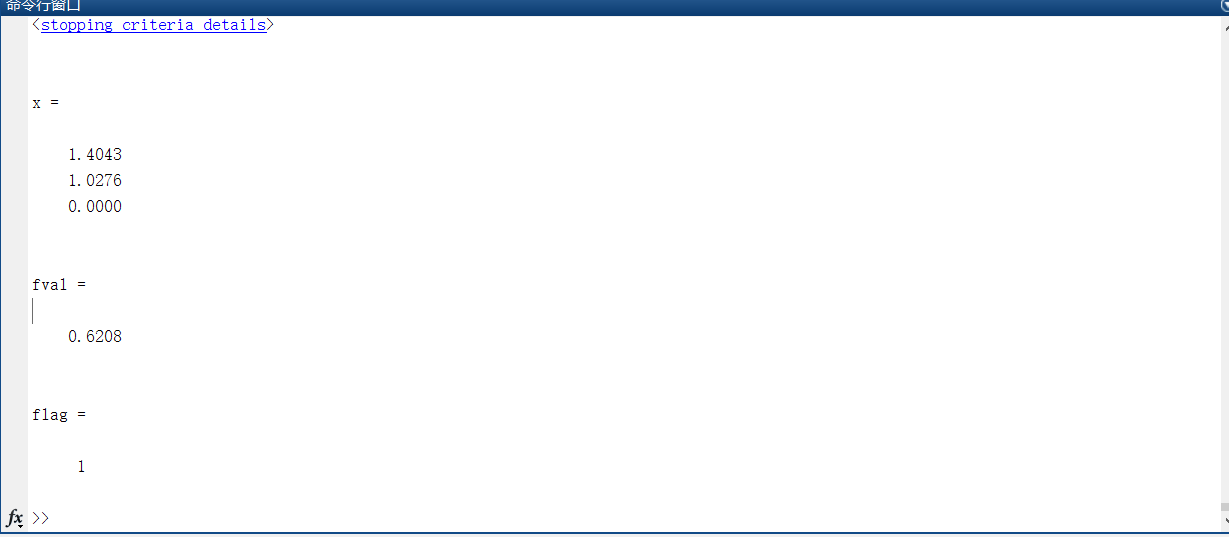 命令行窗口
<stopping criteria details>
x =
1.4043
1.0276
0.0000
fval =
0.6208
flag =
1
fx >>